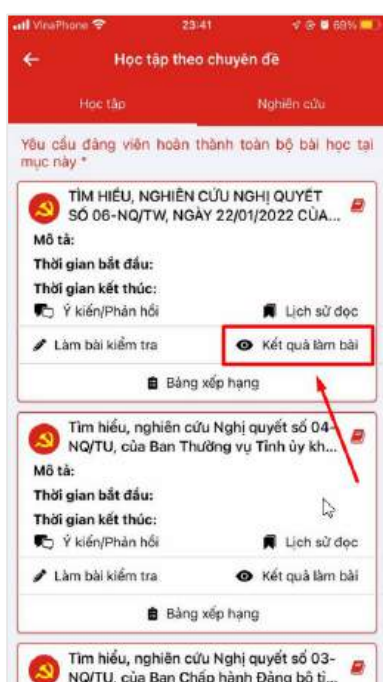 VinaPhone 23:41 69%
Học tập theo chuyên đề
Học tập Nghiên cứu
Yêu cầu đảng viên hoàn thành toàn bộ bài học tại
mục này *
TÌM HIỂU, NGHIÊN CỨU NGHỊ QUYẾT
SỐ 06-NQ/TW, NGÀY 22/01/2022 CỦA...
Mô tả:
Thời gian bắt đầu:
Thời gian kết thúc:
Ý kiến/Phản hồi Lịch sử đọc
Làm bài kiểm tra Kết quả làm bài
Bảng xếp hạng
Tìm hiểu, nghiên cứu Nghị quyết số 04-
NQ/TU, của Ban Thường vụ Tỉnh ủy kh...
Mô tả:
Thời gian bắt đầu:
Thời gian kết thúc:
Ý kiến/Phản hồi Lịch sử đọc
Làm bài kiểm tra Kết quả làm bài
Bảng xếp hạng
Tìm hiểu, nghiên cứu Nghị quyết số 03-
NQ/TU, của Ban Chấp hành Đảng bộ tỉ...